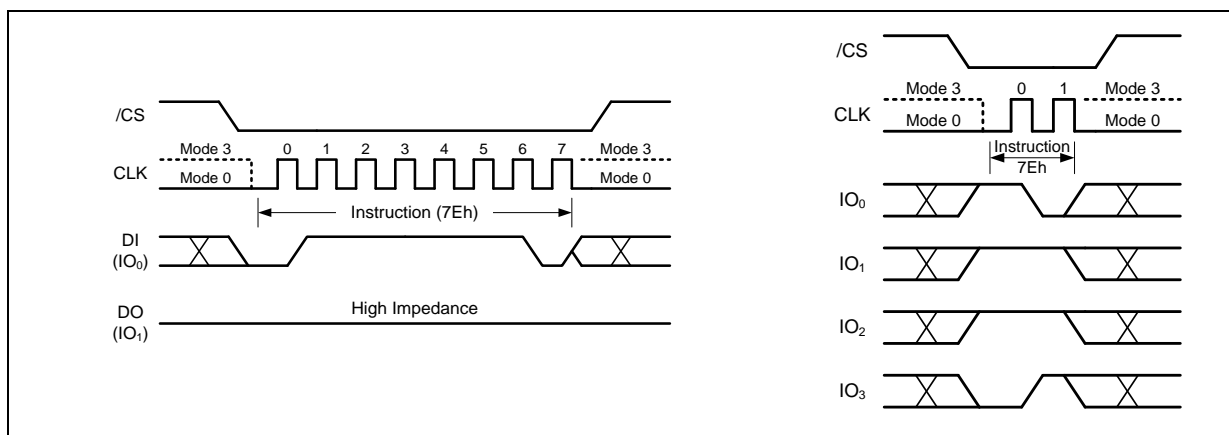 /CS
Mode 3 0 1 2 3 4 5 6 7 Mode 3
CLK
Mode 0 Mode 0
Instruction (7Eh)
DI
(IO₀)
High Impedance
DO
(IO₁)
/CS
Mode 3 0 1 Mode 3
CLK
Mode 0 Mode 0
Instruction
7Eh
IO₀
IO₁
IO₂
IO₃